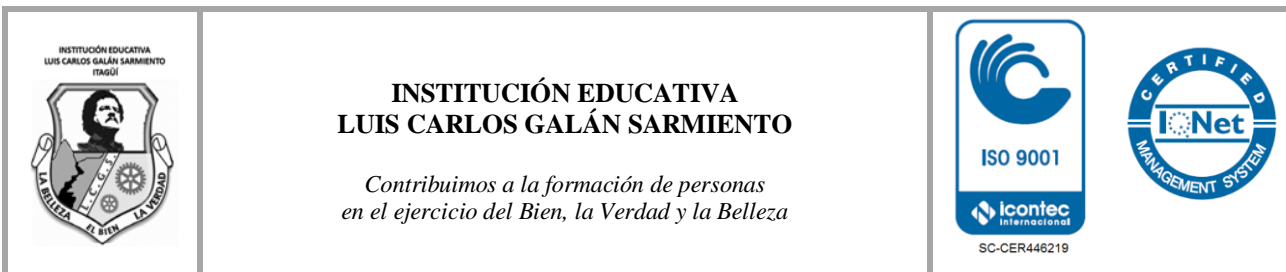 INSTITUCIÓN EDUCATIVA
LUIS CARLOS GALÁN SARMIENTO
ITAGÜÍ
L.C.G.S.
LA BELLEZA
EL BIEN
LA VERDAD
INSTITUCIÓN EDUCATIVA
LUIS CARLOS GALÁN SARMIENTO
Contribuimos a la formación de personas
en el ejercicio del Bien, la Verdad y la Belleza
ISO 9001
icontec
internacional
SC-CER446219
CERTIFIED
IQNet
MANAGEMENT SYSTEM